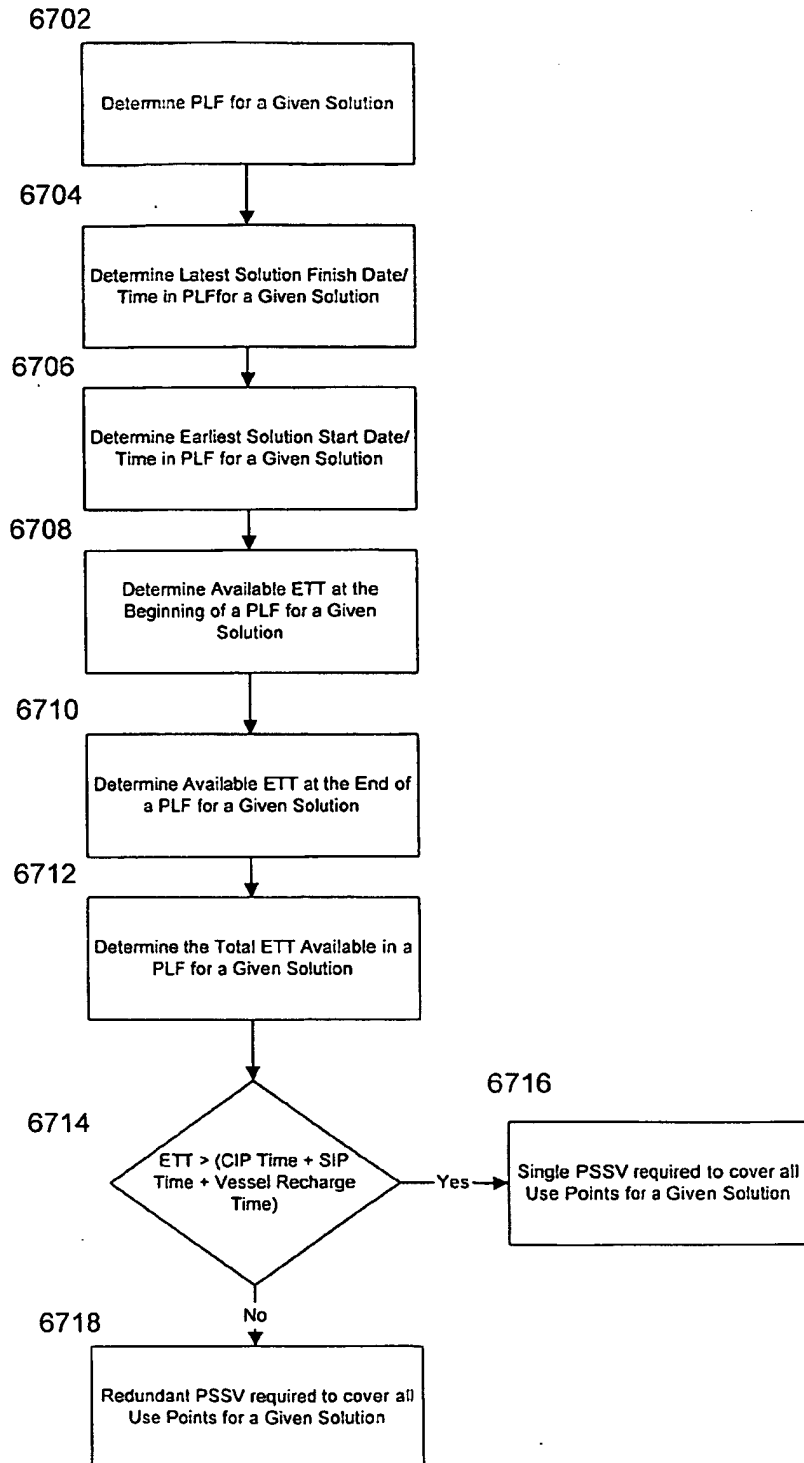 6702
Determine PLF for a Given Solution
6704
Determine Latest Solution Finish Date/
Time in PLFfor a Given Solution
6706
Determine Earliest Solution Start Date/
Time in PLF for a Given Solution
6708
Determine Available ETT at the
Beginning of a PLF for a Given
Solution
6710
Determine Available ETT at the End of
a PLF for a Given Solution
6712
Determine the Total ETT Available in a
PLF for a Given Solution
6714
ETT > (CIP Time + SIP
Time + Vessel Recharge
Time)
Yes
6716
Single PSSV required to cover all
Use Points for a Given Solution
No
6718
Redundant PSSV required to cover all
Use Points for a Given Solution